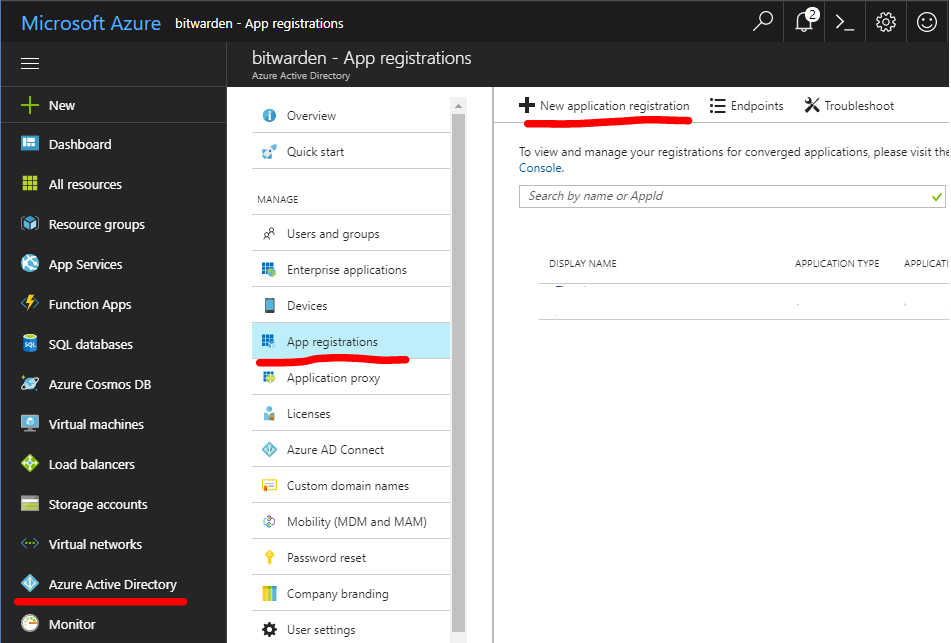 Microsoft Azure bitwarden - App registrations
2
bitwarden - App registrations
Azure Active Directory
New
Dashboard
All resources
Resource groups
App Services
Function Apps
SQL databases
Azure Cosmos DB
Virtual machines
Load balancers
Storage accounts
Virtual networks
Azure Active Directory
Monitor
Overview
Quick start
MANAGE
Users and groups
Enterprise applications
Devices
App registrations
Application proxy
Licenses
Azure AD Connect
Custom domain names
Mobility (MDM and MAM)
Password reset
Company branding
User settings
New application registration Endpoints Troubleshoot
To view and manage your registrations for converged applications, please visit the
Console.
Search by name or AppId
DISPLAY NAME APPLICATION TYPE APPLICATI